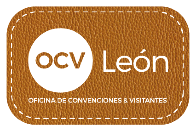 OCV León
OFICINA DE CONVENCIONES & VISITANTES